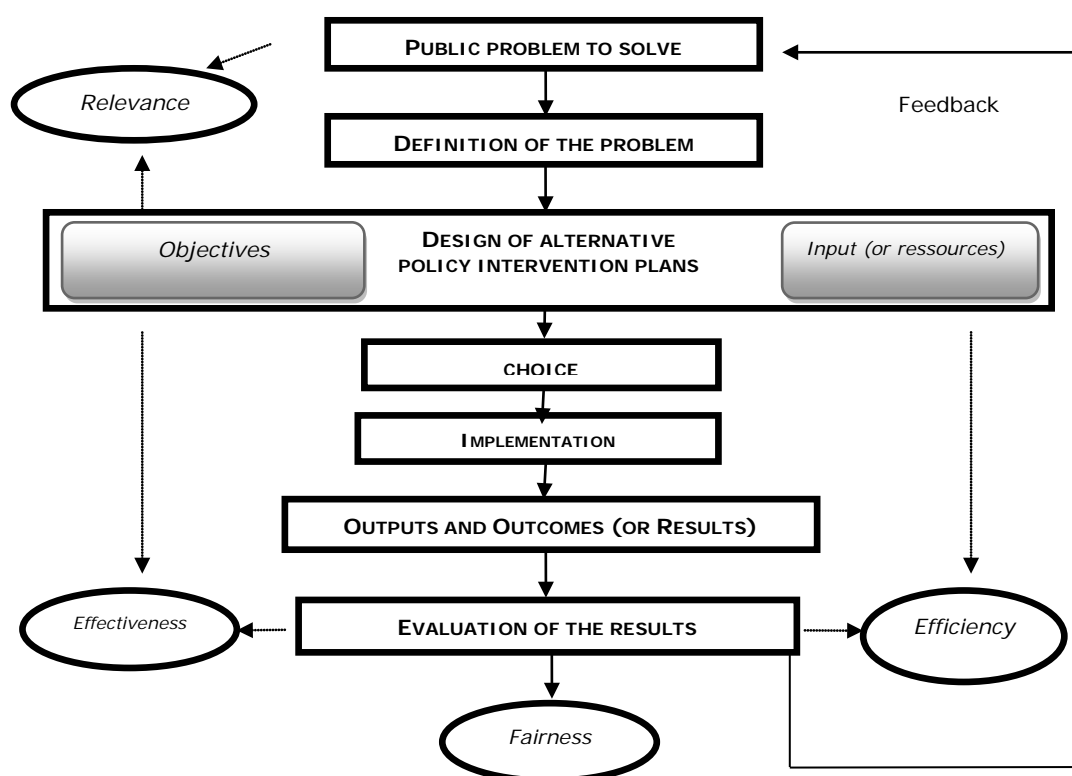 PUBLIC PROBLEM TO SOLVE
Relevance
Feedback
DEFINITION OF THE PROBLEM
Objectives
DESIGN OF ALTERNATIVE
POLICY INTERVENTION PLANS
Input (or ressources)
CHOICE
IMPLEMENTATION
OUTPUTS AND OUTCOMES (OR RESULTS)
Effectiveness
EVALUATION OF THE RESULTS
Efficiency
Fairness